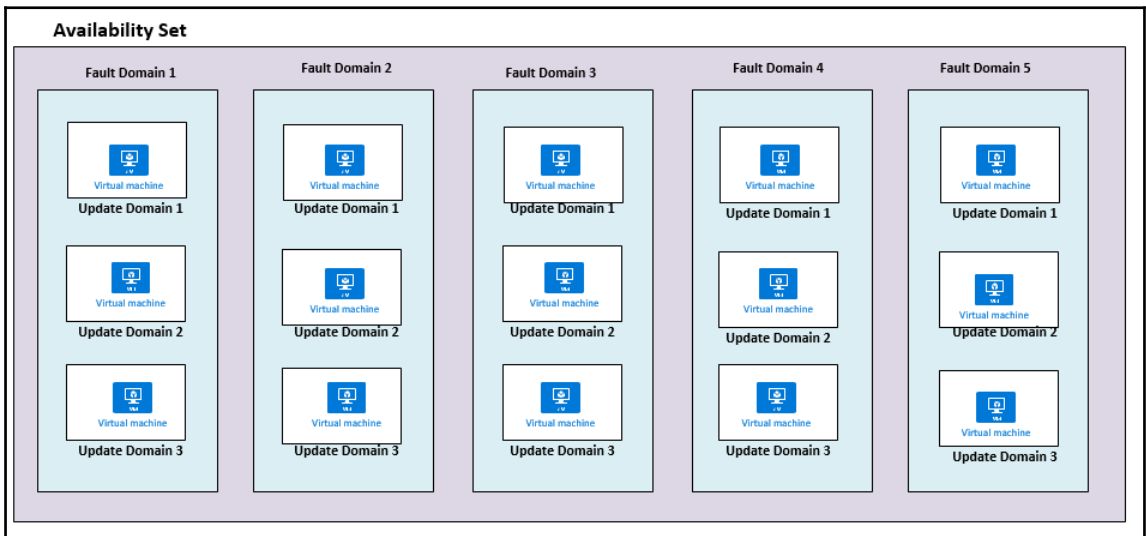 Availability Set
Fault Domain 1
Fault Domain 2
Fault Domain 3
Fault Domain 4
Fault Domain 5
Virtual machine
Update Domain 1
Virtual machine
Update Domain 1
Virtual machine
Update Domain 1
Virtual machine
Update Domain 1
Virtual machine
Update Domain 1
Virtual machine
Update Domain 2
Virtual machine
Update Domain 2
Virtual machine
Update Domain 2
Virtual machine
Update Domain 2
Virtual machine
Update Domain 2
Virtual machine
Update Domain 3
Virtual machine
Update Domain 3
Virtual machine
Update Domain 3
Virtual machine
Update Domain 3
Virtual machine
Update Domain 3